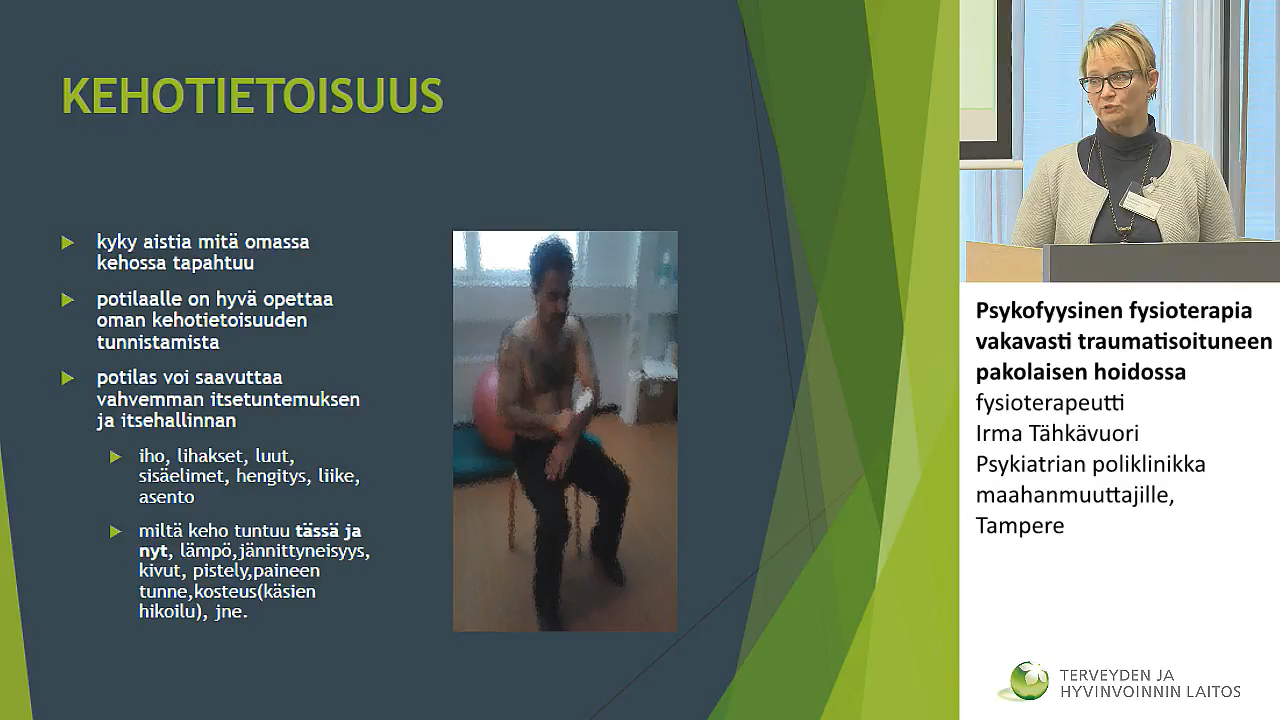 KEHOTIETOISUUS
kyky aistia mitä omassa
kehossa tapahtuu
potilaalle on hyvä opettaa
oman kehotietoisuuden
tunnistamista
potilas voi saavuttaa
vahvemman itsetuntemuksen
ja itsehallinnan
iho, lihakset, luut,
sisäelimet, hengitys, liike,
asento
miltä keho tuntuu tässä ja
nyt, lämpö,jännittyneisyys,
kivut, pistely,paineen
tunne,kosteus(käsien
hikoilu), jne.
Psykofyysinen fysioterapia
vakavasti traumatisoituneen
pakolaisen hoidossa
fysioterapeutti
Irma Tähkävuori
Psykiatrian poliklinikka
maahanmuuttajille,
Tampere
TERVEYDEN JA
HYVINVOINNIN LAITOS